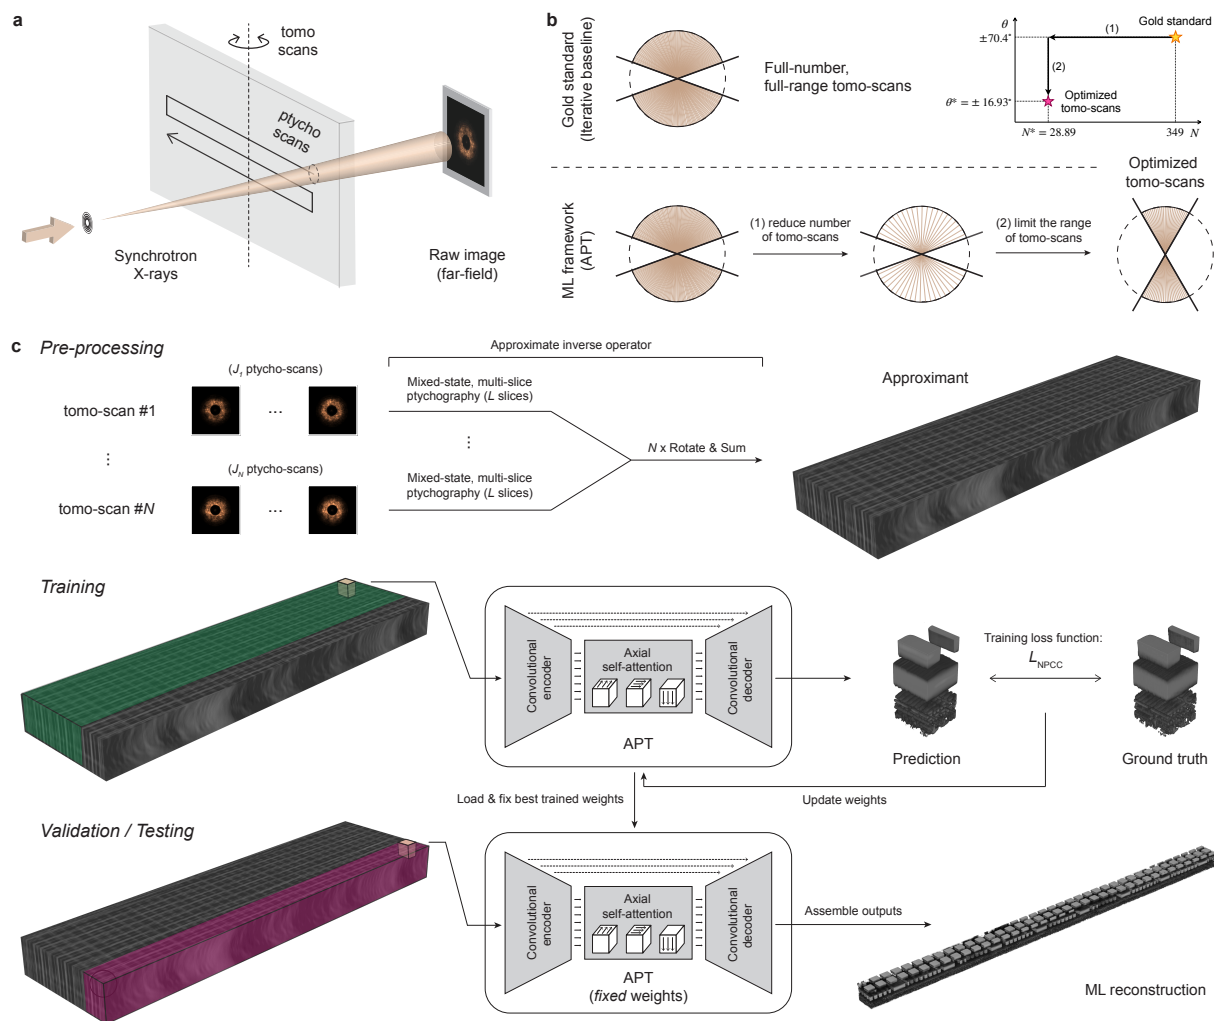 a
tomo
scans
ptycho
scans
Synchrotron
X-rays
Raw image
(far-field)
b
Gold standard
(Iterative baseline)
Full-number,
full-range tomo-scans
θ
±70.4°
(1)
Gold standard
(2)
θ* = ± 16.93°
Optimized
tomo-scans
N* = 28.89
349
N
ML framework
(APT)
(1) reduce number
of tomo-scans
(2) limit the range
of tomo-scans
Optimized
tomo-scans
c
Pre-processing
Approximate inverse operator
(J1 ptycho-scans)
tomo-scan #1
...
Mixed-state, multi-slice
ptychography (L slices)
⋮
⋮
(JN ptycho-scans)
tomo-scan #N
...
Mixed-state, multi-slice
ptychography (L slices)
N x Rotate & Sum
Approximant
Training
Convolutional
encoder
Axial
self-attention
Convolutional
decoder
APT
Prediction
Training loss function:
LNPCC
Ground truth
Load & fix best trained weights
Update weights
Validation / Testing
Convolutional
encoder
Axial
self-attention
Convolutional
decoder
APT
(fixed weights)
Assemble outputs
ML reconstruction